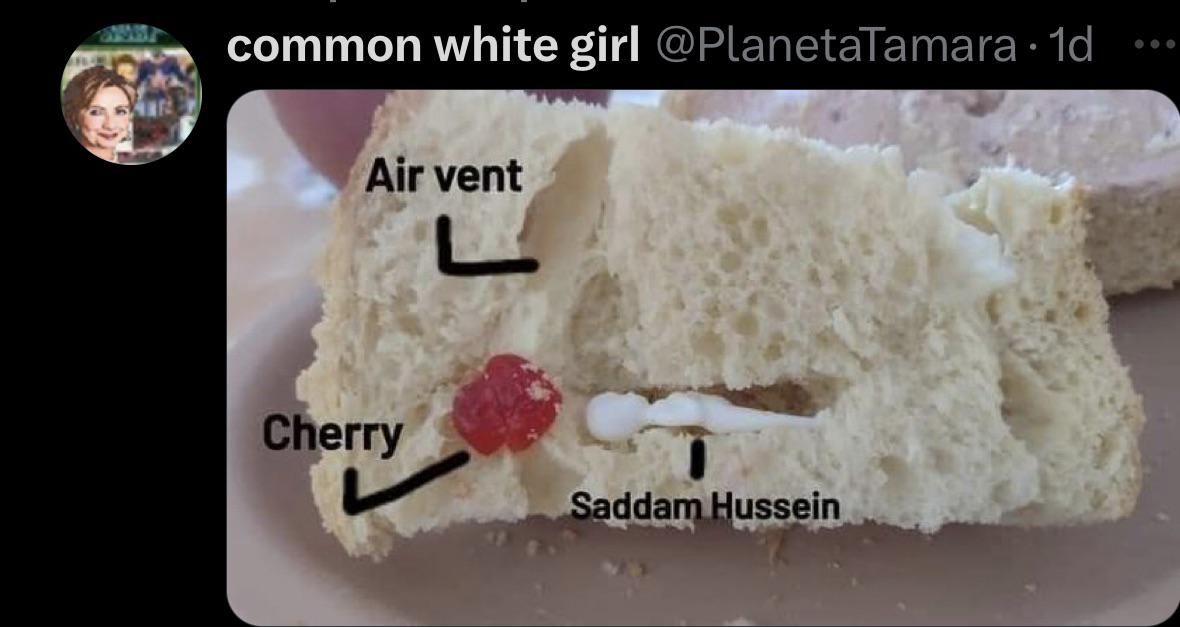 common white girl @PlanetaTamara · 1d ...
Air vent
Cherry
Saddam Hussein